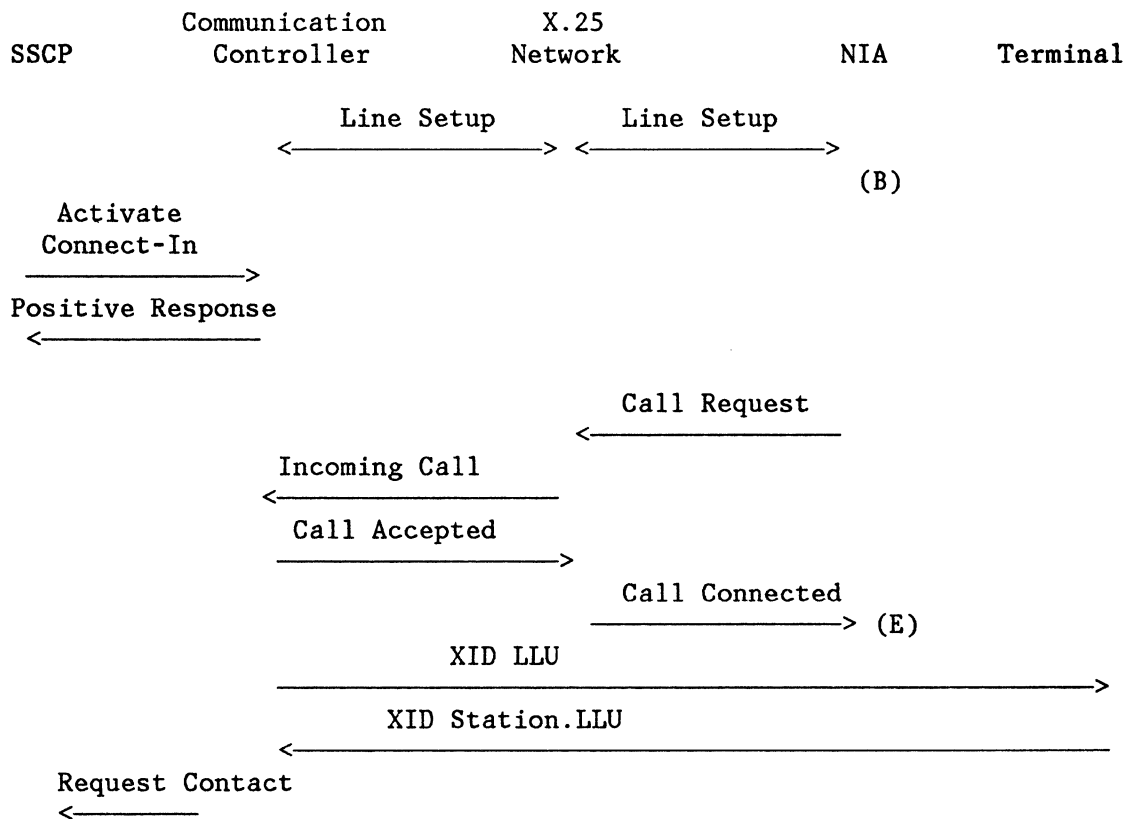 Communication X.25
SSCP Controller Network NIA Terminal
Line Setup Line Setup
(B)
Activate
Connect-In
Positive Response
Call Request
Incoming Call
Call Accepted
Call Connected
(E)
XID LLU
XID Station.LLU
Request Contact